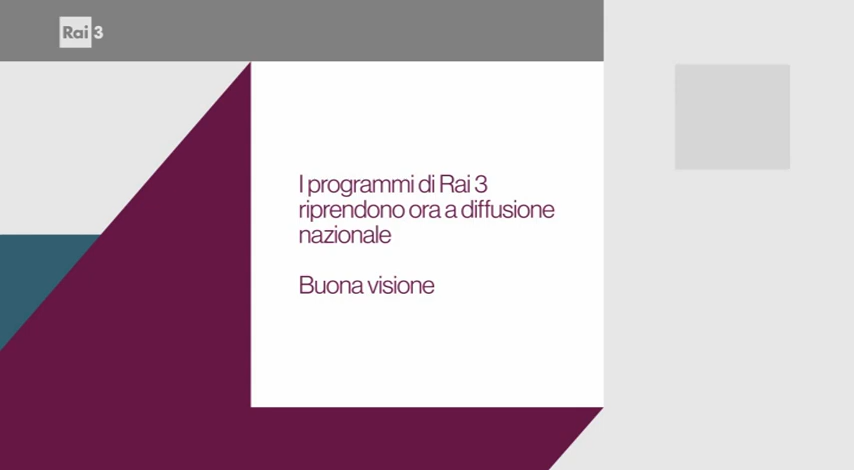 Rai 3
I programmi di Rai 3
riprendono ora a diffusione
nazionale
Buona visione